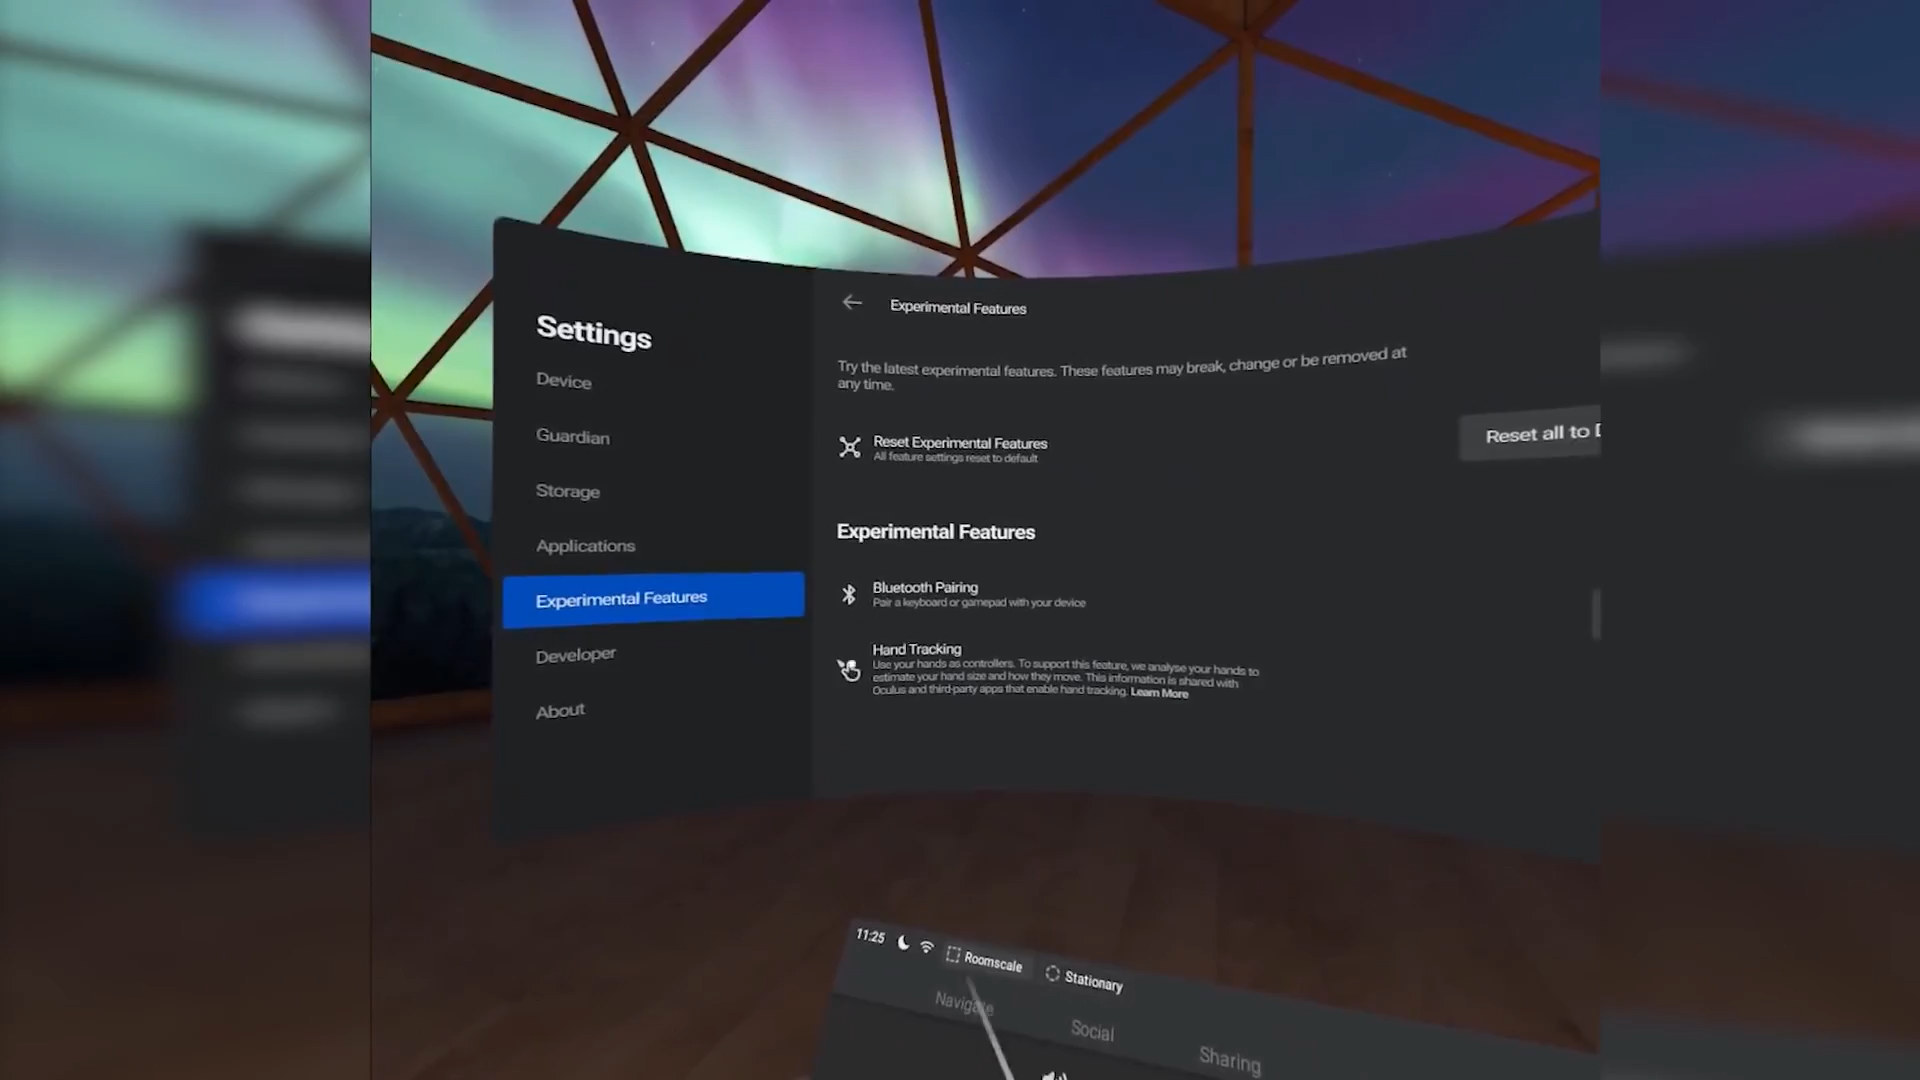 Settings
Device
Guardian
Storage
Applications
Experimental Features
Developer
About
Experimental Features
Try the latest experimental features. These features may break, change or be removed at
any time.
Reset Experimental Features
All feature settings reset to default
Reset all to
Experimental Features
Bluetooth Pairing
Pair a keyboard or gamepad with your device
Hand Tracking
Use your hands as controllers. To support this feature, we analyse your hands to
estimate your hand size and how they move. This information is shared with
Oculus and third-party apps that enable hand tracking. Learn More
11:25 Roomscale Stationary
Navigate Social Sharing